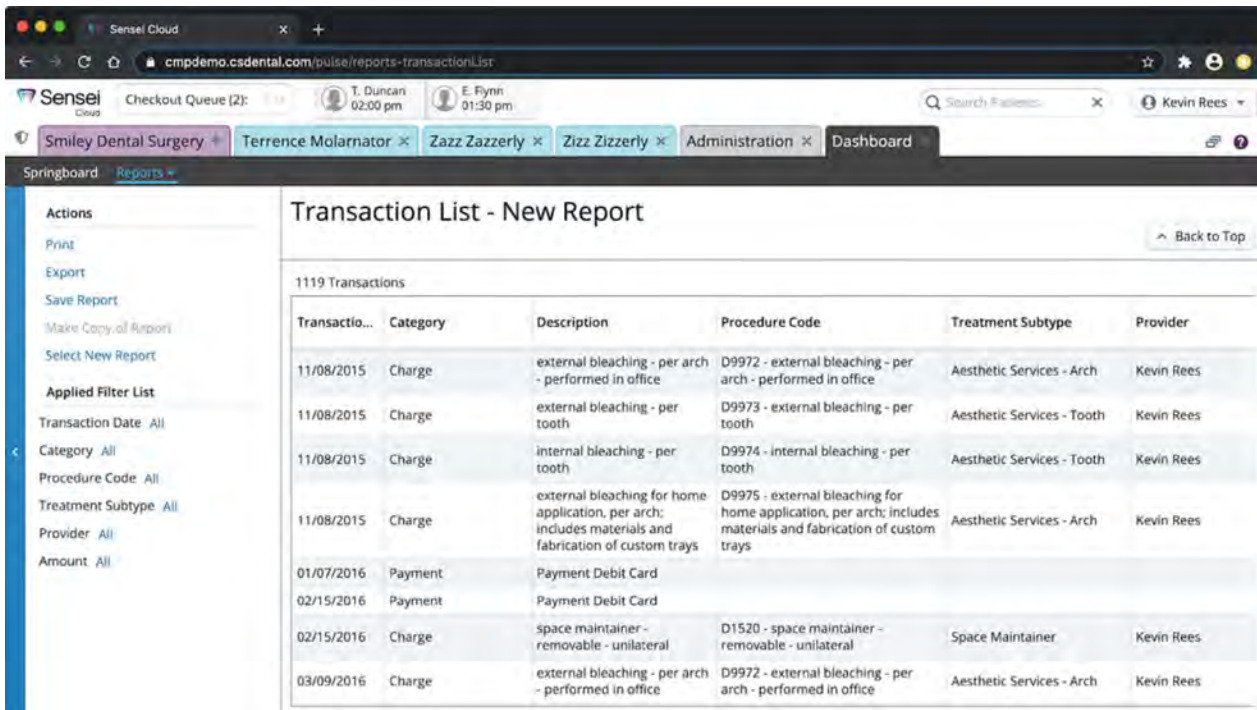 Sensei Cloud
cmpdemo.csdental.com/pulse/reports-transactionList
Sensei
Cloud
Checkout Queue (2):
T. Duncan
02:00 pm
E. Flynn
01:30 pm
Search Patients
Kevin Rees
Smiley Dental Surgery
Terrence Molarnator
Zazz Zazzerly
Zizz Zizzerly
Administration
Dashboard
Springboard
Reports
Actions
Print
Export
Save Report
Make Copy of Report
Select New Report
Applied Filter List
Transaction Date All
Category All
Procedure Code All
Treatment Subtype All
Provider All
Amount All
Transaction List - New Report
Back to Top
1119 Transactions
Transactio... Category Description Procedure Code Treatment Subtype Provider
11/08/2015 Charge
external bleaching - per arch
- performed in office
D9972 - external bleaching - per
arch - performed in office
Aesthetic Services - Arch
Kevin Rees
11/08/2015 Charge
external bleaching - per
tooth
D9973 - external bleaching - per
tooth
Aesthetic Services - Tooth
Kevin Rees
11/08/2015 Charge
internal bleaching - per
tooth
D9974 - internal bleaching - per
tooth
Aesthetic Services - Tooth
Kevin Rees
11/08/2015 Charge
external bleaching for home
application, per arch;
includes materials and
fabrication of custom trays
D9975 - external bleaching for
home application, per arch; includes
materials and fabrication of custom
trays
Aesthetic Services - Arch
Kevin Rees
01/07/2016 Payment Payment Debit Card
02/15/2016 Payment Payment Debit Card
02/15/2016 Charge
space maintainer -
removable - unilateral
D1520 - space maintainer -
removable - unilateral
Space Maintainer
Kevin Rees
03/09/2016 Charge
external bleaching - per arch
- performed in office
D9972 - external bleaching - per
arch - performed in office
Aesthetic Services - Arch
Kevin Rees